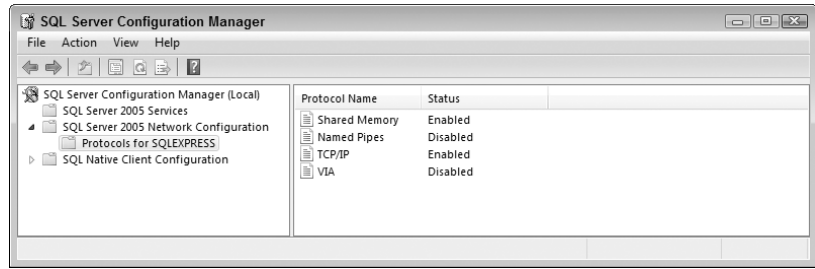 SQL Server Configuration Manager
File Action View Help
SQL Server Configuration Manager (Local)
SQL Server 2005 Services
SQL Server 2005 Network Configuration
Protocols for SQLEXPRESS
SQL Native Client Configuration
Protocol Name Status
Shared Memory Enabled
Named Pipes Disabled
TCP/IP Enabled
VIA Disabled